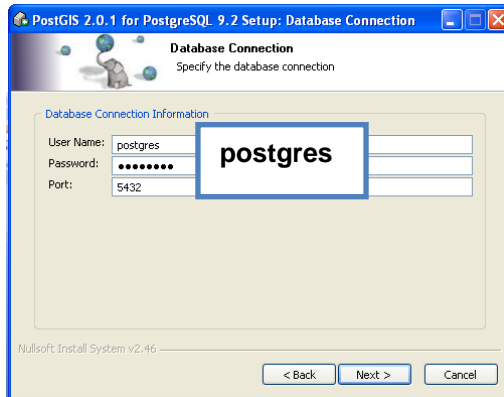 PostGIS 2.0.1 for PostgreSQL 9.2 Setup: Database Connection
Database Connection
Specify the database connection
Database Connection Information
User Name: postgres
postgres
Password: ●●●●●●●●
Port: 5432
Nullsoft Install System v2.46
< Back Next > Cancel